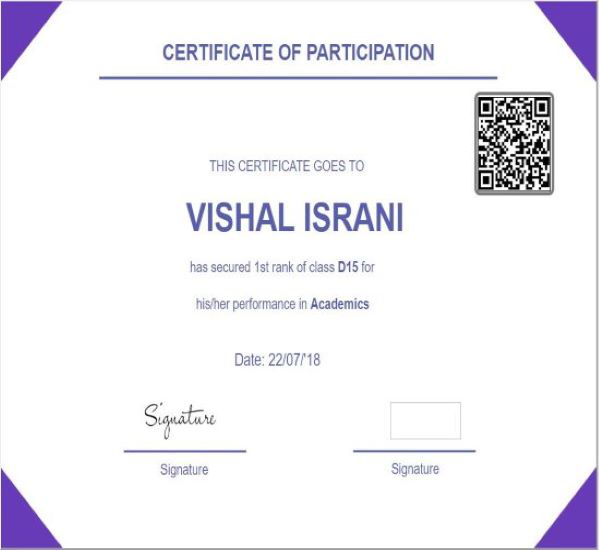 CERTIFICATE OF PARTICIPATION
THIS CERTIFICATE GOES TO
VISHAL ISRANI
has secured 1st rank of class D15 for
his/her performance in Academics
Date: 22/07/'18
Signature
Signature
Signature